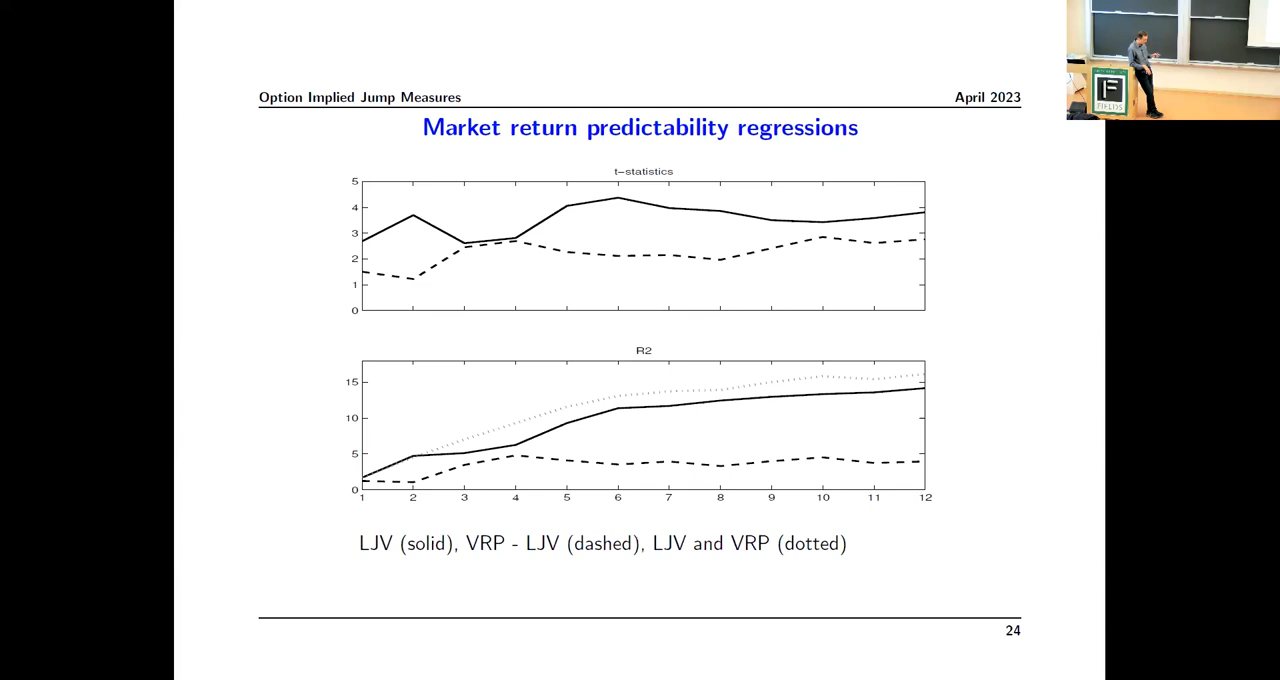 Option Implied Jump Measures April 2023
Market return predictability regressions
t−statistics
5
4
3
2
1
0
R2
15
10
5
0
1 2 3 4 5 6 7 8 9 10 11 12
LJV (solid), VRP - LJV (dashed), LJV and VRP (dotted)
24
F
FIELDS